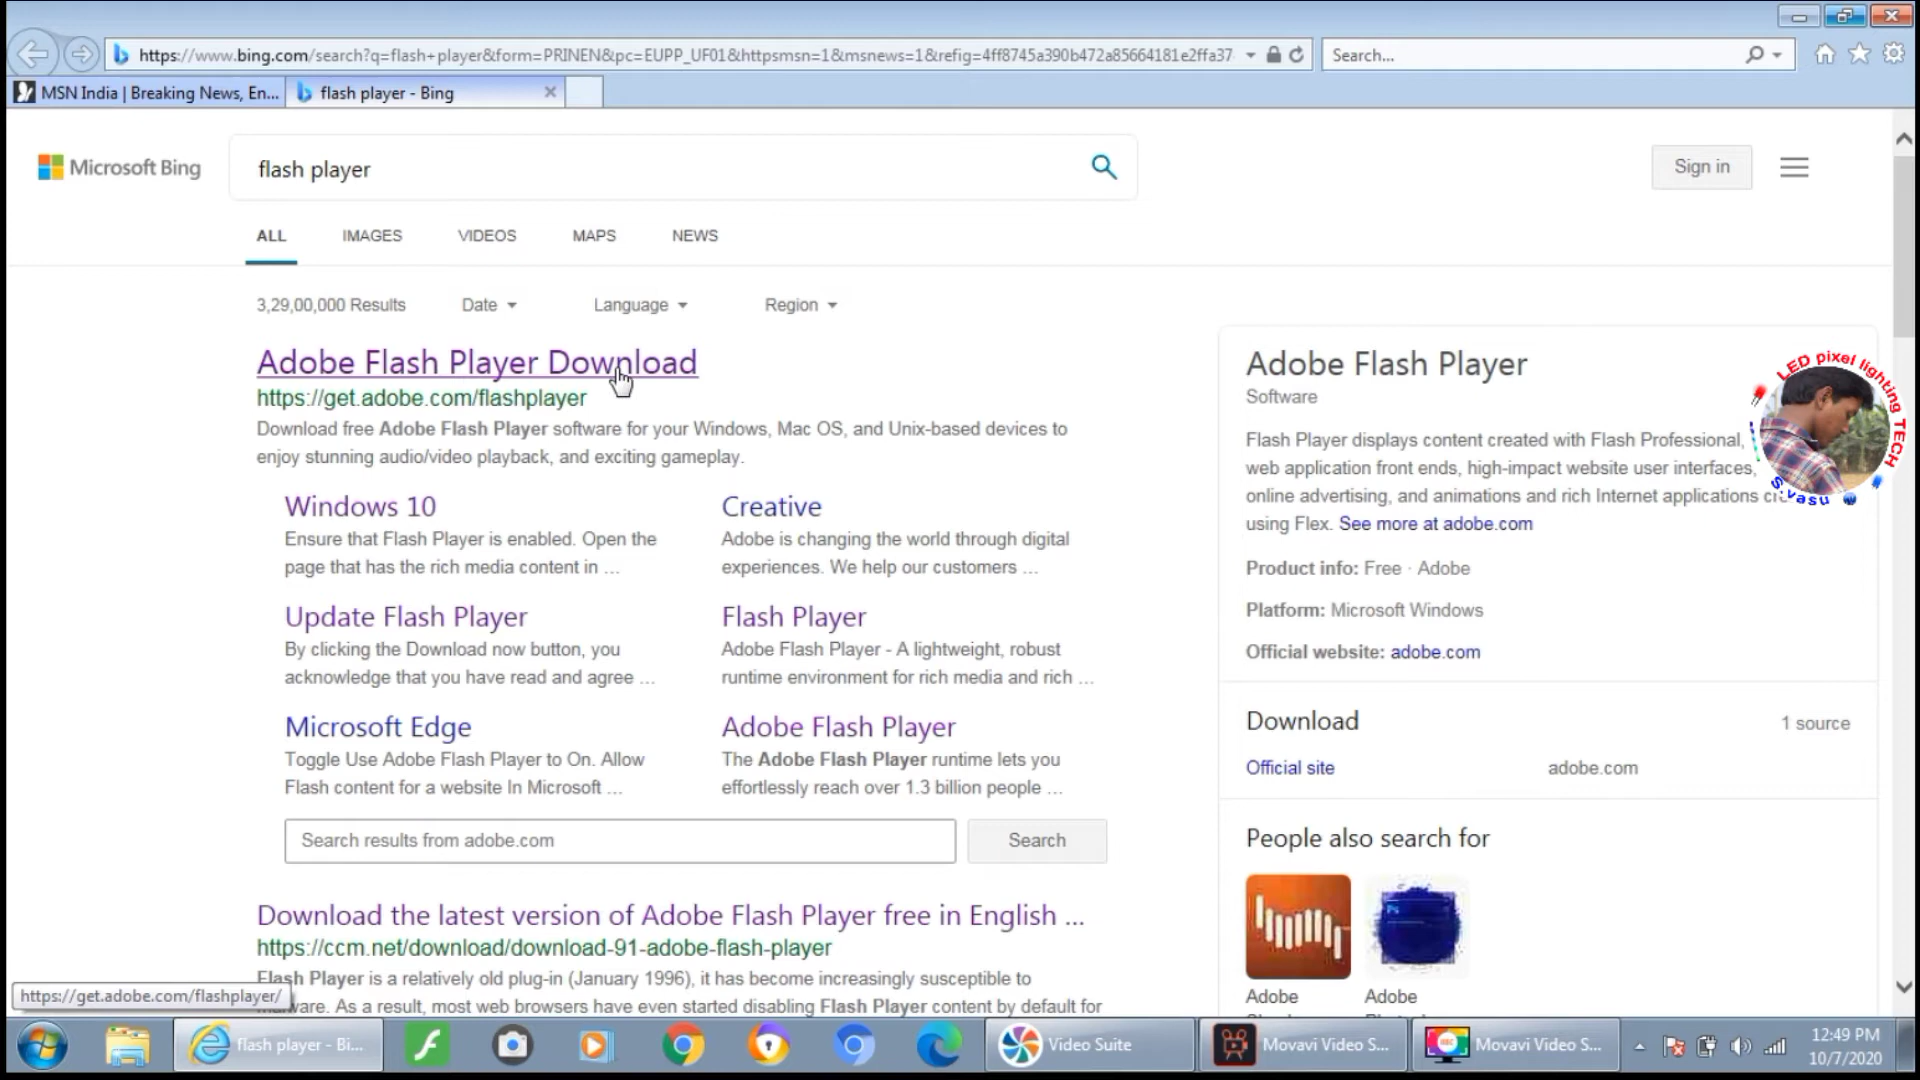 https://www.bing.com/search?q=flash+player&form=PRINEN&pc=EUPP_UF01&httpsmsn=1&msnews=1&refig=4ff8745a390b472a85664181e2ffa37
Search...
MSN India | Breaking News, En...
flash player - Bing
Microsoft Bing
flash player
Sign in
ALL IMAGES VIDEOS MAPS NEWS
3,29,00,000 Results Date Language Region
Adobe Flash Player Download
https://get.adobe.com/flashplayer
Download free Adobe Flash Player software for your Windows, Mac OS, and Unix-based devices to
enjoy stunning audio/video playback, and exciting gameplay.
Windows 10
Ensure that Flash Player is enabled. Open the
page that has the rich media content in ...
Creative
Adobe is changing the world through digital
experiences. We help our customers ...
Update Flash Player
By clicking the Download now button, you
acknowledge that you have read and agree ...
Flash Player
Adobe Flash Player - A lightweight, robust
runtime environment for rich media and rich ...
Microsoft Edge
Toggle Use Adobe Flash Player to On. Allow
Flash content for a website In Microsoft ...
Adobe Flash Player
The Adobe Flash Player runtime lets you
effortlessly reach over 1.3 billion people ...
Search results from adobe.com
Search
Download the latest version of Adobe Flash Player free in English ...
https://ccm.net/download/download-91-adobe-flash-player
Flash Player is a relatively old plug-in (January 1996), it has become increasingly susceptible to
As a result, most web browsers have even started disabling Flash Player content by default for
https://get.adobe.com/flashplayer/
Adobe Flash Player
Software
Flash Player displays content created with Flash Professional,
web application front ends, high-impact website user interfaces,
online advertising, and animations and rich Internet applications
using Flex. See more at adobe.com
Product info: Free · Adobe
Platform: Microsoft Windows
Official website: adobe.com
Download
1 source
Official site
adobe.com
People also search for
Ps
Adobe
Adobe
LED pixel lighting TECH
flash player - Bi...
Video Suite
Movavi Video S...
Movavi Video S...
12:49 PM
10/7/2020